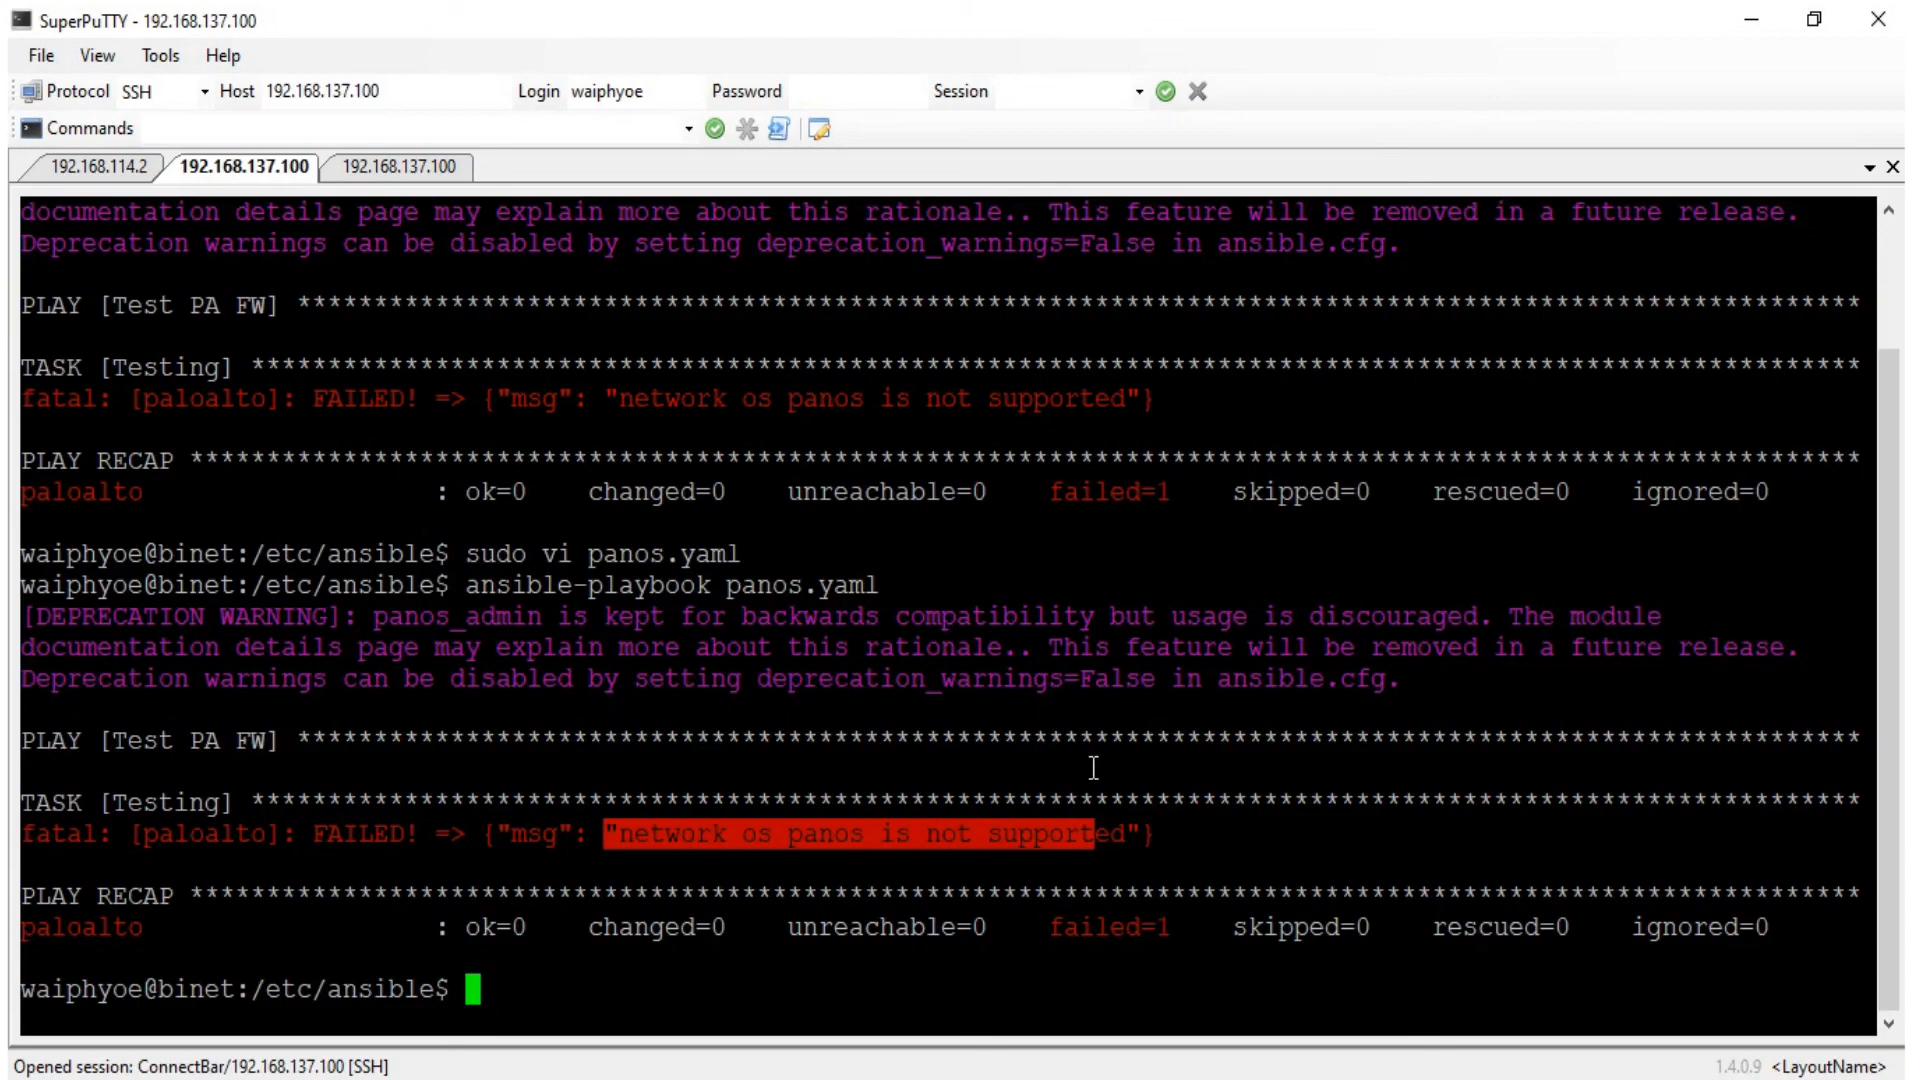 SuperPuTTY - 192.168.137.100
File View Tools Help
Protocol SSH Host 192.168.137.100 Login waiphyoe Password Session
Commands
192.168.114.2 192.168.137.100 192.168.137.100
documentation details page may explain more about this rationale.. This feature will be removed in a future release.
Deprecation warnings can be disabled by setting deprecation_warnings=False in ansible.cfg.
PLAY [Test PA FW] ******************************************************************************************************
TASK [Testing] *********************************************************************************************************
fatal: [paloalto]: FAILED! => {"msg": "network os panos is not supported"}
PLAY RECAP *************************************************************************************************************
paloalto : ok=0 changed=0 unreachable=0 failed=1 skipped=0 rescued=0 ignored=0
waiphyoe@binet:/etc/ansible$ sudo vi panos.yaml
waiphyoe@binet:/etc/ansible$ ansible-playbook panos.yaml
[DEPRECATION WARNING]: panos_admin is kept for backwards compatibility but usage is discouraged. The module
documentation details page may explain more about this rationale.. This feature will be removed in a future release.
Deprecation warnings can be disabled by setting deprecation_warnings=False in ansible.cfg.
PLAY [Test PA FW] ******************************************************************************************************
TASK [Testing] *********************************************************************************************************
fatal: [paloalto]: FAILED! => {"msg": "network os panos is not supported"}
PLAY RECAP *************************************************************************************************************
paloalto : ok=0 changed=0 unreachable=0 failed=1 skipped=0 rescued=0 ignored=0
waiphyoe@binet:/etc/ansible$
Opened session: ConnectBar/192.168.137.100 [SSH] 1.4.0.9 <LayoutName>